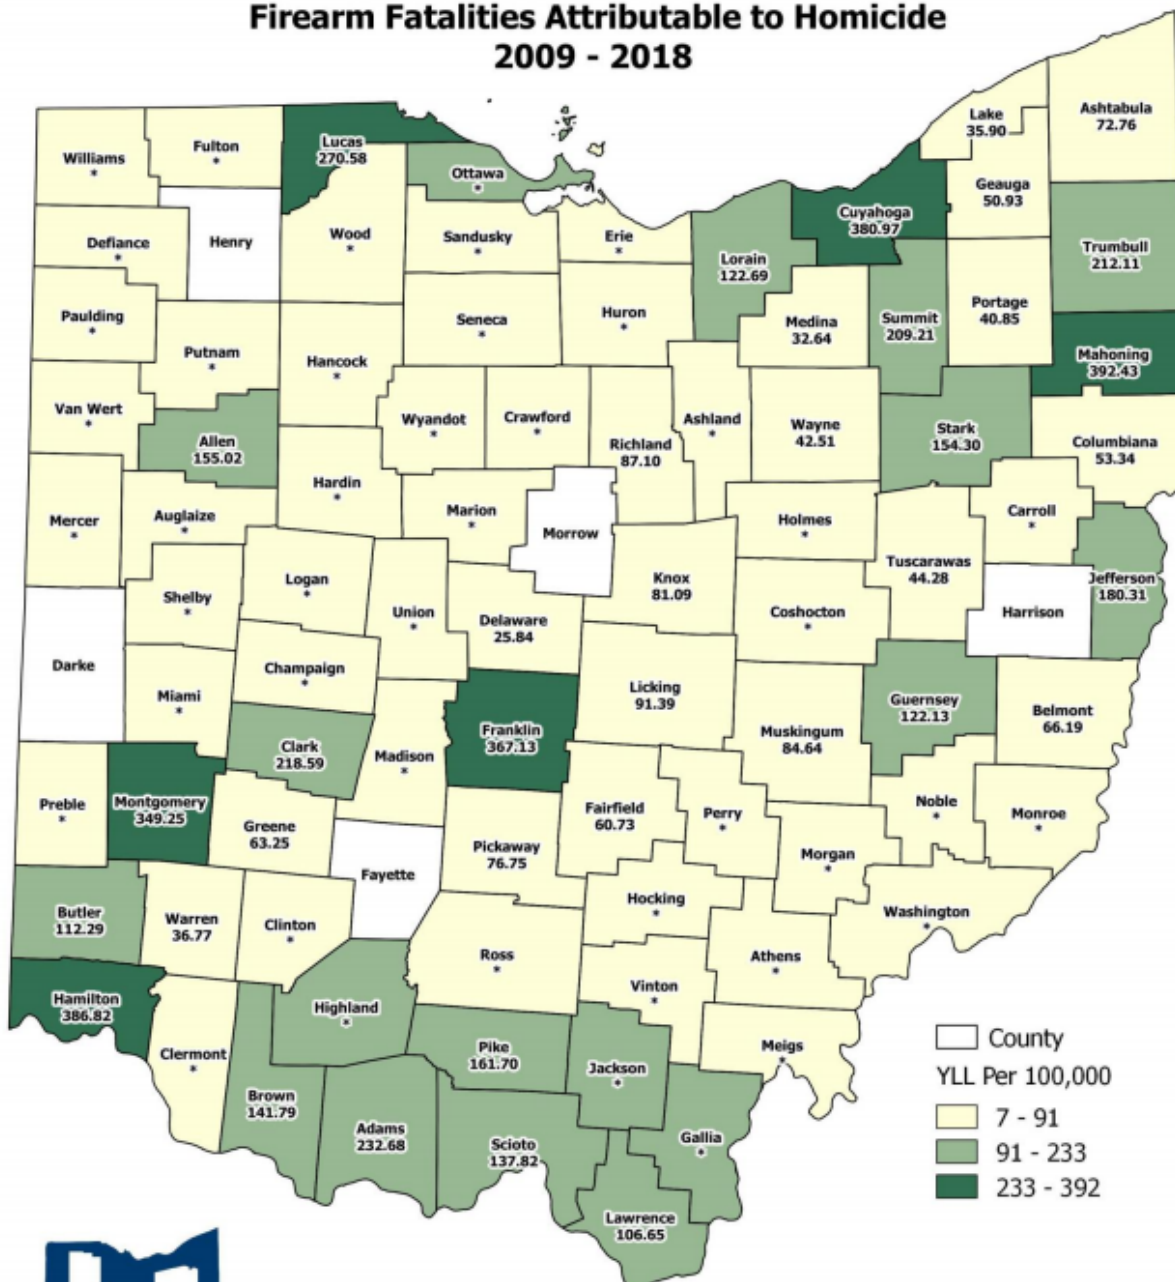 Firearm Fatalities Attributable to Homicide
2009 - 2018
Williams
*
Fulton
*
Lucas
270.58
Ottawa
*
Lake
35.90
Ashtabula
72.76
Geauga
50.93
Cuyahoga
380.97
Defiance
*
Henry
Wood
*
Sandusky
*
Erie
*
Lorain
122.69
Trumbull
212.11
Paulding
*
Putnam
*
Hancock
*
Seneca
*
Huron
*
Medina
32.64
Summit
209.21
Portage
40.85
Mahoning
392.43
Van Wert
*
Allen
155.02
Wyandot
*
Crawford
*
Richland
87.10
Ashland
*
Wayne
42.51
Stark
154.30
Columbiana
53.34
Mercer
*
Auglaize
*
Hardin
*
Marion
*
Morrow
Holmes
*
Carroll
*
Tuscarawas
44.28
Jefferson
180.31
Harrison
Shelby
*
Logan
*
Union
*
Delaware
25.84
Knox
81.09
Coshocton
*
Darke
Miami
*
Champaign
*
Licking
91.39
Guernsey
122.13
Belmont
66.19
Clark
218.59
Madison
*
Franklin
367.13
Muskingum
84.64
Preble
*
Montgomery
349.25
Greene
63.25
Fairfield
60.73
Perry
*
Noble
*
Monroe
*
Fayette
Pickaway
76.75
Morgan
*
Butler
112.29
Warren
36.77
Clinton
*
Hocking
*
Washington
*
Ross
*
Athens
*
Hamilton
386.82
Vinton
*
Highland
*
Clermont
*
Pike
161.70
Jackson
*
Meigs
*
Brown
141.79
Adams
232.68
Scioto
137.82
Gallia
*
Lawrence
106.65
County
YLL Per 100,000
7 - 91
91 - 233
233 - 392